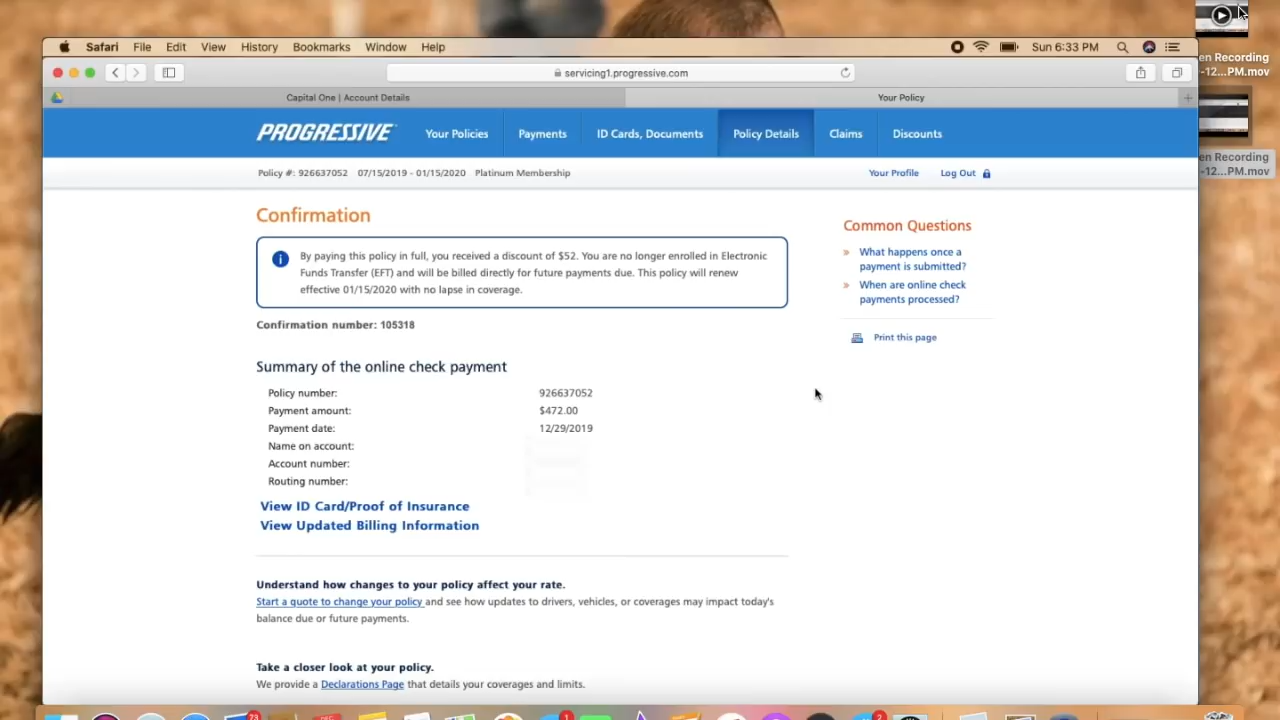 Safari File Edit View History Bookmarks Window Help Sun 6:33 PM
servicing1.progressive.com
Capital One | Account Details Your Policy
PROGRESSIVE Your Policies Payments ID Cards, Documents Policy Details Claims Discounts
Policy #: 926637052 07/15/2019 - 01/15/2020 Platinum Membership Your Profile Log Out
Confirmation
By paying this policy in full, you received a discount of $52. You are no longer enrolled in Electronic
Funds Transfer (EFT) and will be billed directly for future payments due. This policy will renew
effective 01/15/2020 with no lapse in coverage.
Confirmation number: 105318
Summary of the online check payment
Policy number: 926637052
Payment amount: $472.00
Payment date: 12/29/2019
Name on account:
Account number:
Routing number:
View ID Card/Proof of Insurance
View Updated Billing Information
Understand how changes to your policy affect your rate.
Start a quote to change your policy and see how updates to drivers, vehicles, or coverages may impact today's
balance due or future payments.
Take a closer look at your policy.
We provide a Declarations Page that details your coverages and limits.
Common Questions
» What happens once a
payment is submitted?
» When are online check
payments processed?
Print this page
en Recording
-12...PM.mov
en Recording
-12...PM.mov
73
1
2